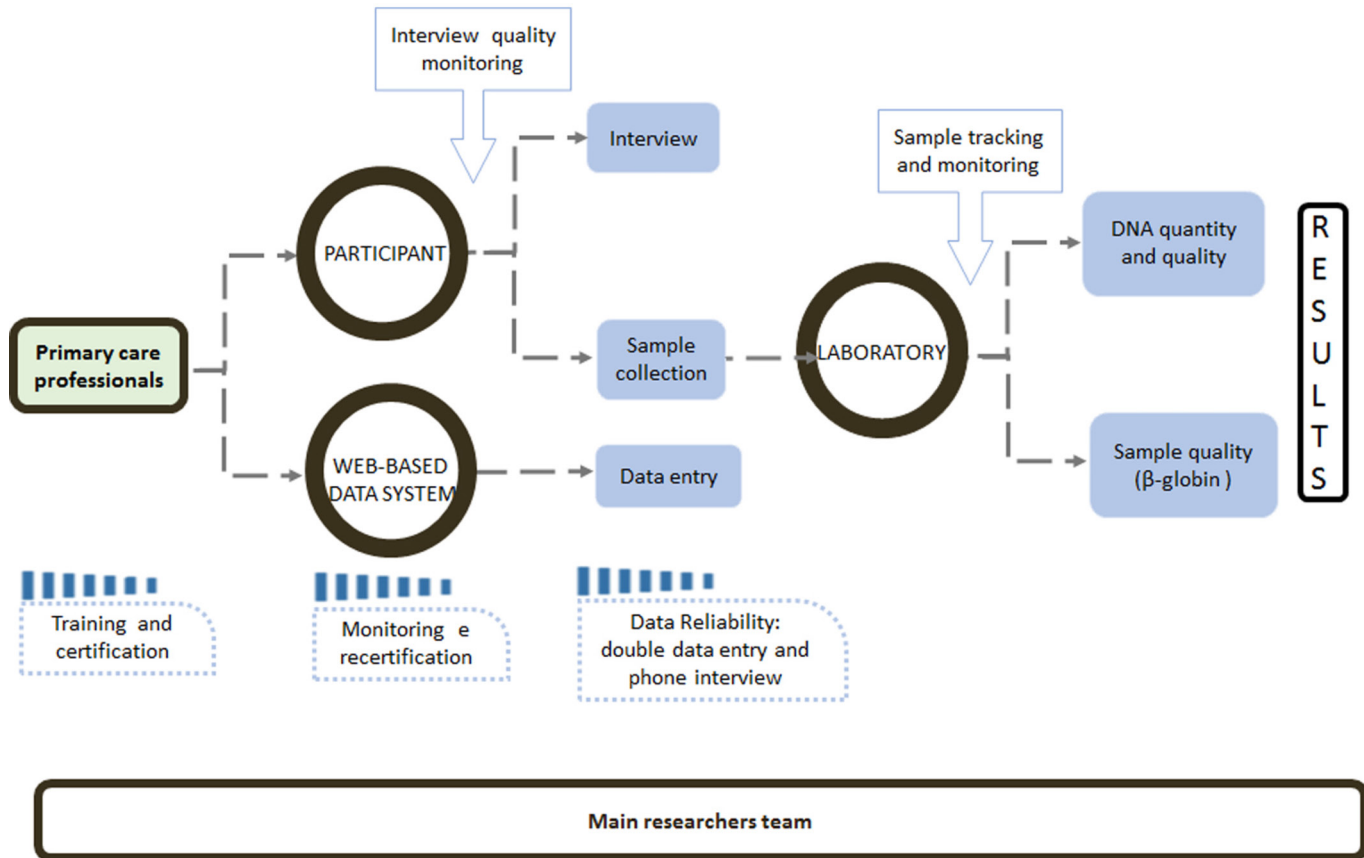 Interview quality
monitoring
Interview
Sample tracking
and monitoring
PARTICIPANT
DNA quantity
and quality
Primary care
professionals
Sample
collection
LABORATORY
WEB-BASED
DATA SYSTEM
Data entry
Sample quality
(β-globin )
RESULTS
Training and
certification
Monitoring e
recertification
Data Reliability:
double data entry and
phone interview
Main researchers team